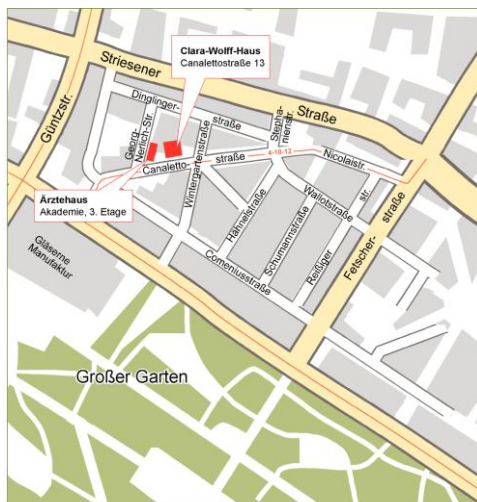 Clara-Wolff-Haus
Canalettostraße 13
Striesener
Straße
Güntzstr.
Dinglinger-
straße
Georg-
Nerlich-Str.
Stepha-
nienstr.
Canaletto-
straße
4-10-12
Nicolaistr.
str.
Wintergartenstraße
Wallotstraße
Ärztehaus
Akademie, 3. Etage
Hähnelstraße
Schumannstraße
Reißiger
Fetscher-
straße
Comeniusstraße
Gläserne
Manufaktur
Großer Garten